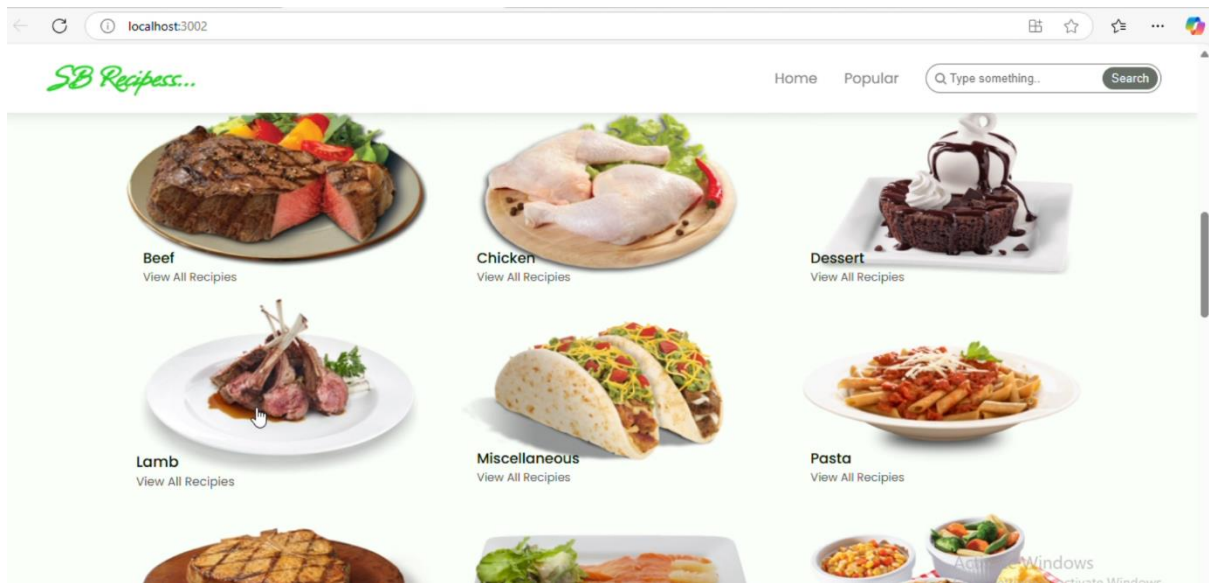 localhost:3002
SB Recipess...
Home Popular Type something.. Search
Beef Chicken Dessert
View All Recipies View All Recipies View All Recipies
Lamb Miscellaneous Pasta
View All Recipies View All Recipies View All Recipies
Windows
Windows